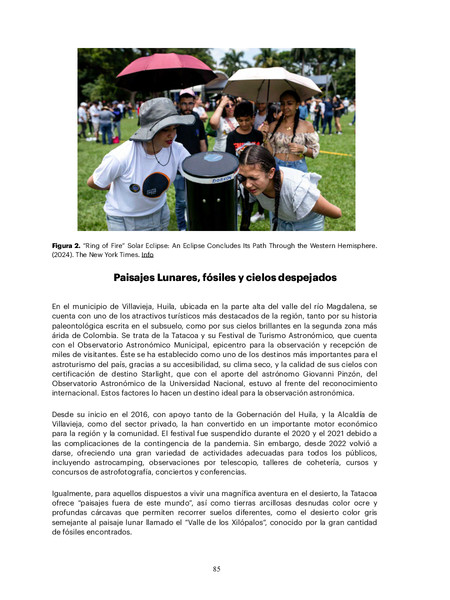 Figura 2. “Ring of Fire” Solar Eclipse: An Eclipse Concludes Its Path Through the Western Hemisphere.
(2024). The New York Times. Info
Paisajes Lunares, fósiles y cielos despejados
En el municipio de Villavieja, Huila, ubicada en la parte alta del valle del río Magdalena, se
cuenta con uno de los atractivos turísticos más destacados de la región, tanto por su historia
paleontológica escrita en el subsuelo, como por sus cielos brillantes en la segunda zona más
árida de Colombia. Se trata de la Tatacoa y su Festival de Turismo Astronómico, que cuenta
con el Observatorio Astronómico Municipal, epicentro para la observación y recepción de
miles de visitantes. Éste se ha establecido como uno de los destinos más importantes para el
astroturismo del país, gracias a su accesibilidad, su clima seco, y la calidad de sus cielos con
certificación de destino Starlight, que con el aporte del astrónomo Giovanni Pinzón, del
Observatorio Astronómico de la Universidad Nacional, estuvo al frente del reconocimiento
internacional. Estos factores lo hacen un destino ideal para la observación astronómica.
Desde su inicio en el 2016, con apoyo tanto de la Gobernación del Huila, y la Alcaldía de
Villavieja, como del sector privado, la han convertido en un importante motor económico
para la región y la comunidad. El festival fue suspendido durante el 2020 y el 2021 debido a
las complicaciones de la contingencia de la pandemia. Sin embargo, desde 2022 volvió a
darse, ofreciendo una gran variedad de actividades adecuadas para todos los públicos,
incluyendo astrocamping, observaciones por telescopio, talleres de cohetería, cursos y
concursos de astrofotografía, conciertos y conferencias.
Igualmente, para aquellos dispuestos a vivir una magnífica aventura en el desierto, la Tatacoa
ofrece “paisajes fuera de este mundo”, así como tierras arcillosas desnudas color ocre y
profundas cárcavas que permiten recorrer suelos diferentes, como el desierto color gris
semejante al paisaje lunar llamado el “Valle de los Xilópalos”, conocido por la gran cantidad
de fósiles encontrados.
85